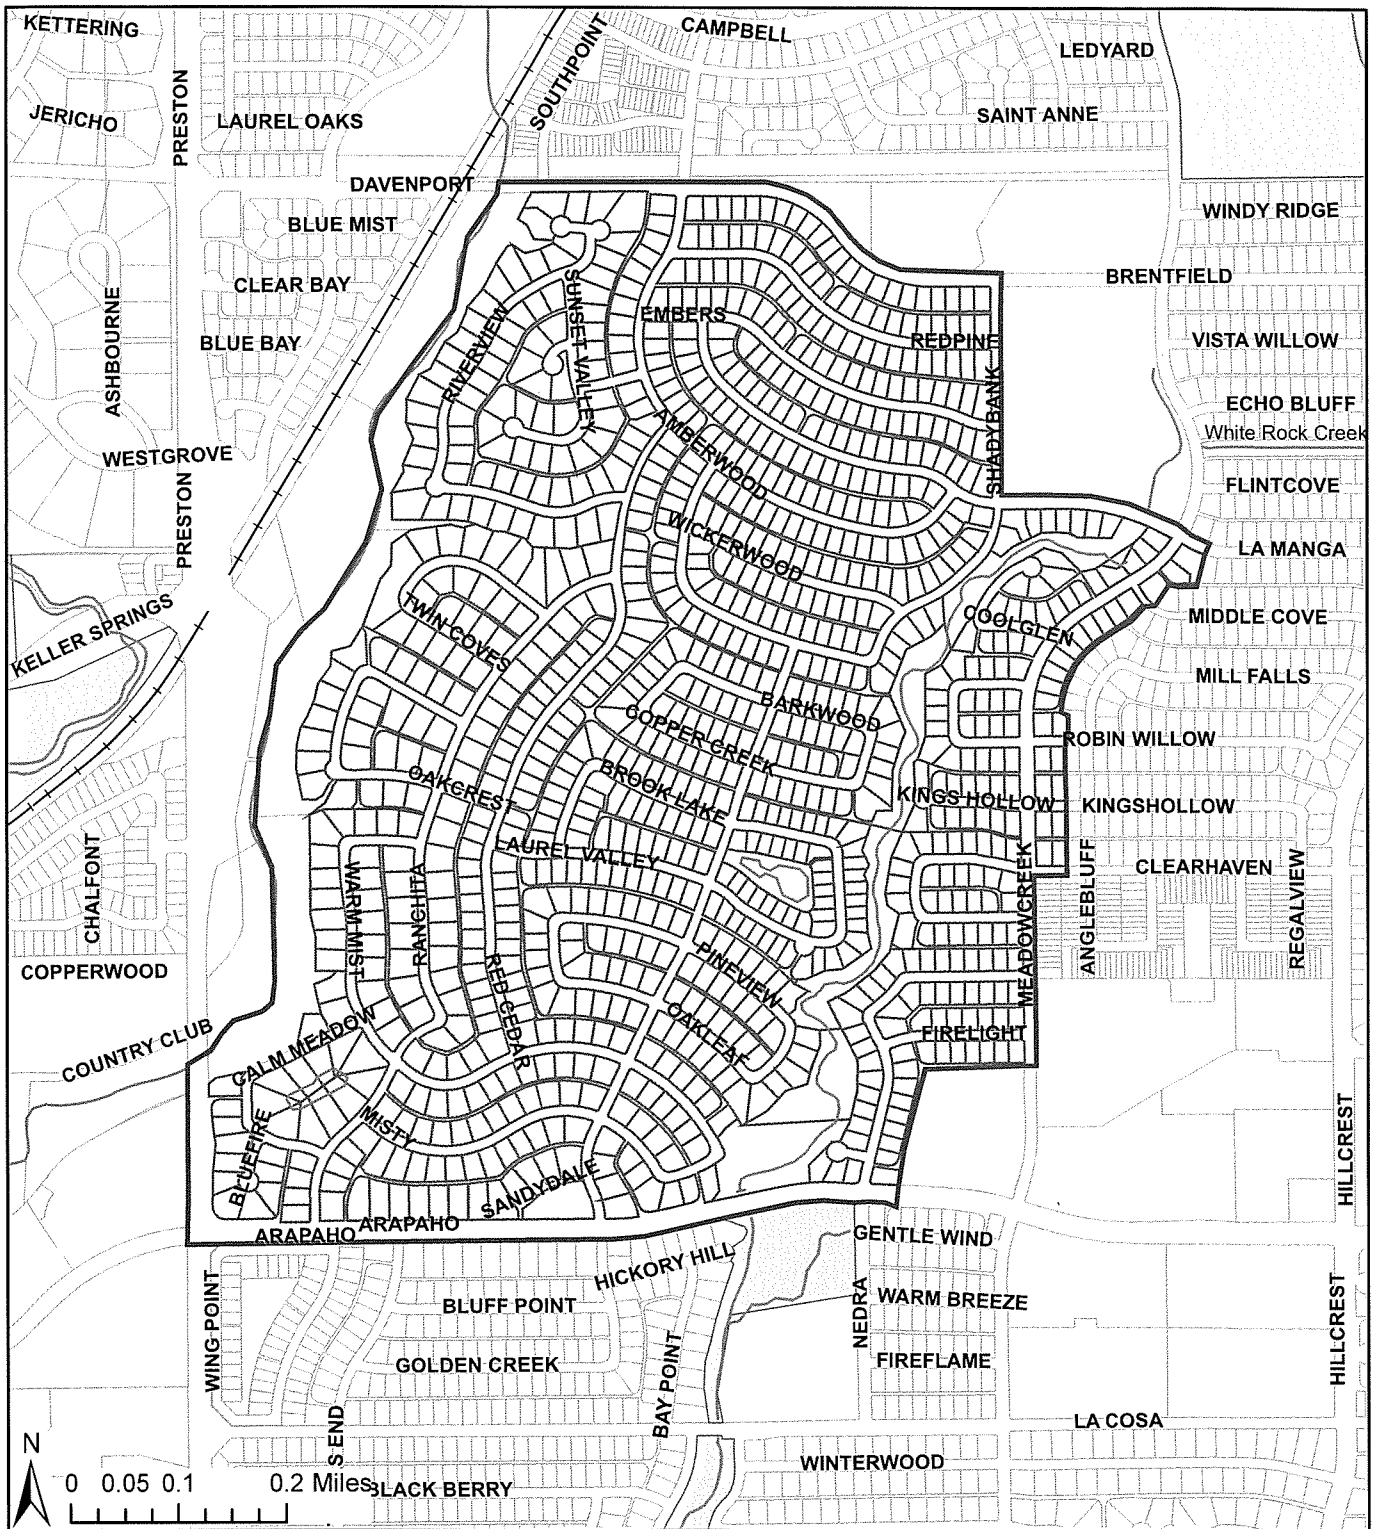 KETTERING
CAMPBELL
LEDYARD
SOUTHPOINT
JERICHO
PRESTON
LAUREL OAKS
SAINT ANNE
DAVENPORT
BLUE MIST
WINDY RIDGE
CLEAR BAY
BRENTFIELD
SUNSET VALLEY
EMBERS
ASHBOURNE
BLUE BAY
RIVERVIEW
REDPINE
VISTA WILLOW
SHADYBANK
ECHO BLUFF
White Rock Creek
AMBERWOOD
WESTGROVE
PRESTON
FLINTCOVE
WICKERWOOD
LA MANGA
KELLER SPRINGS
TWIN COVES
COOLGLEN
MIDDLE COVE
MILL FALLS
BARKWOOD
COPPER CREEK
ROBIN WILLOW
OAKCREST
BROOK LAKE
KINGS HOLLOW
KINGSHOLLOW
LAUREL VALLEY
CHALFONT
WARM MIST
RANCHITA
MEADOWCREEK
ANGLEBLUFF
CLEARHAVEN
REGALVIEW
COPPERWOOD
RED CEDAR
PINEVIEW
OAKLEAF
FIRELIGHT
COUNTRY CLUB
CALM MEADOW
MISTY
BLUEFIRE
SANDYDALE
HILLCREST
ARAPAHO
ARAPAHO
GENTLE WIND
HICKORY HILL
WING POINT
BLUFF POINT
NEDRA
WARM BREEZE
HILLCREST
GOLDEN CREEK
BAY POINT
FIREFLAME
S END
LA COSA
N
WINTERWOOD
0 0.05 0.1 0.2 Miles
BLACK BERRY